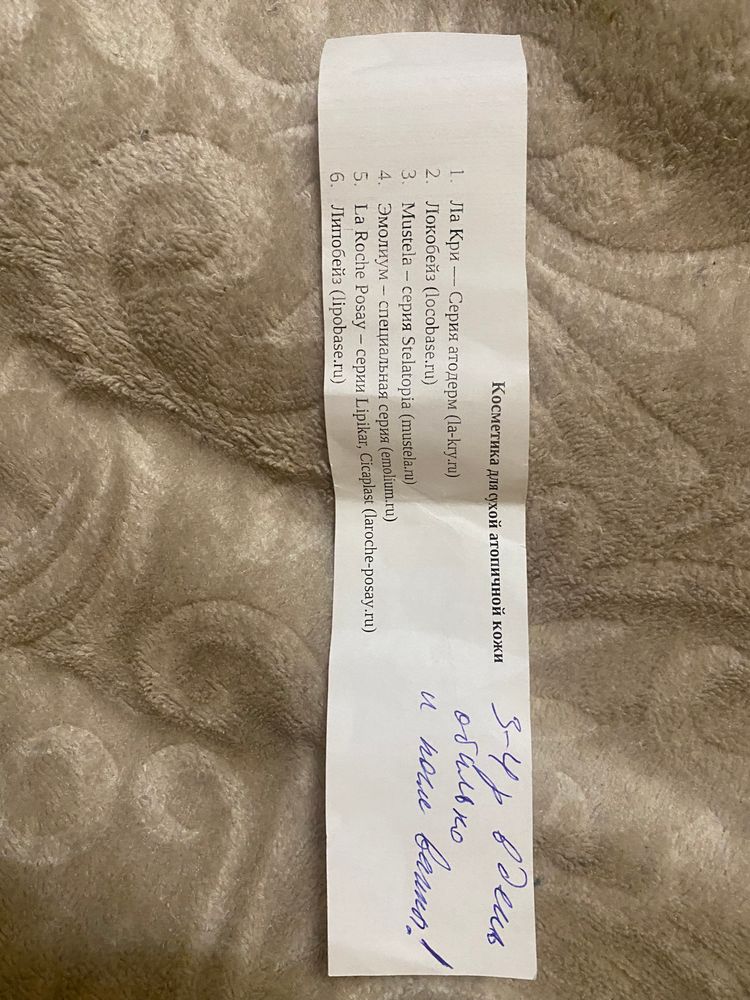 Косметика для сухой атопичной кожи
1. Ла Кри — Серия атодерм (la-kry.ru)
2. Локобейз (locobase.ru)
3. Mustela – серия Stelatopia (mustela.ru)
4. Эмолиум – специальная серия (emolium.ru)
5. La Roche Posay – серии Lipikar, Cicaplast (laroche-posay.ru)
6. Липобейз (lipobase.ru)
3-4 р в день
обильно
и после ванны!